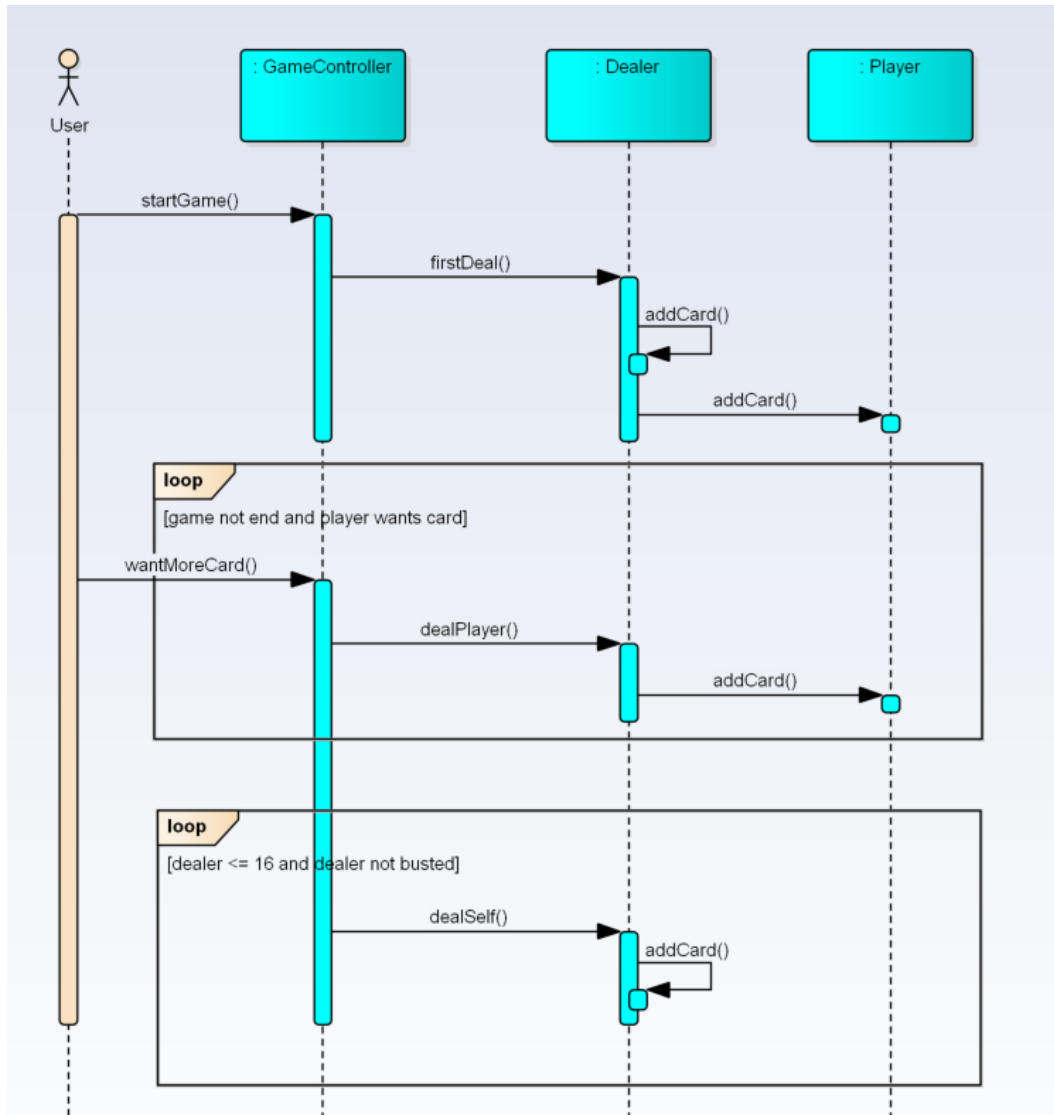 : GameController
: Dealer
: Player
User
startGame()
firstDeal()
addCard()
addCard()
loop
[game not end and player wants card]
wantMoreCard()
dealPlayer()
addCard()
loop
[dealer <= 16 and dealer not busted]
dealSelf()
addCard()